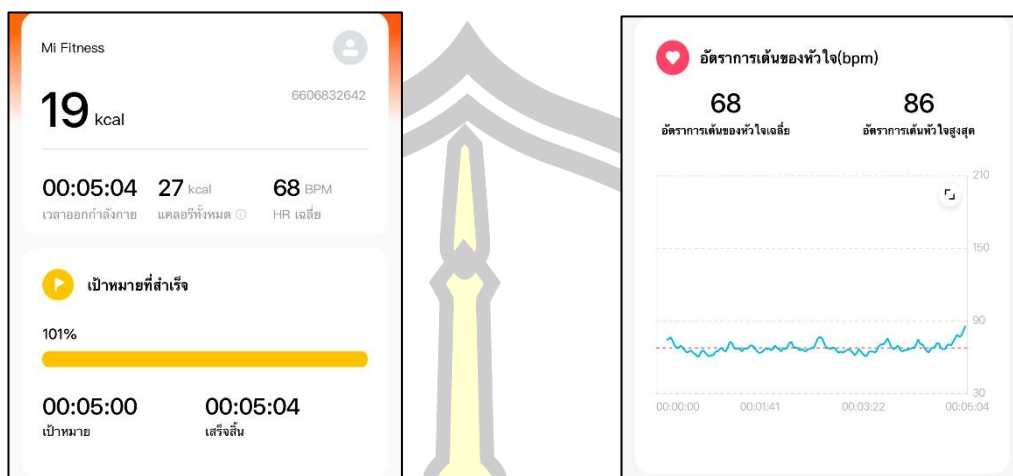 Mi Fitness
19 kcal
6606832642
00:05:04 27 kcal 68 BPM
เวลาออกกำลังกาย แคลอรีทั้งหมด HR เฉลี่ย
เป้าหมายที่สำเร็จ
101%
00:05:00 00:05:04
เป้าหมาย เสร็จสิ้น
อัตราการเต้นของหัวใจ(bpm)
68 86
อัตราการเต้นของหัวใจเฉลี่ย อัตราการเต้นหัวใจสูงสุด
210
150
90
30
00:00:00 00:01:41 00:03:22 00:05:04